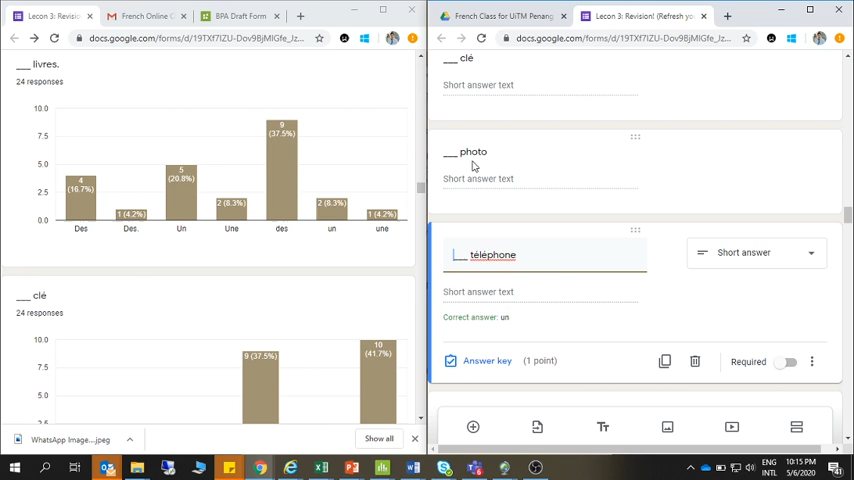 Lecon 3: Revisi
French Online C
BPA Draft Form
docs.google.com/forms/d/19TXf7IZU-Dov9BjMlGfe_Jz...
___ livres.
24 responses
10.0
7.5
5.0
2.5
0.0
4
(16.7%)
1 (4.2%)
5
(20.8%)
2 (8.3%)
9
(37.5%)
2 (8.3%)
1 (4.2%)
Des
Des.
Un
Une
des
un
une
___ clé
24 responses
10.0
7.5
5.0
2.5
9 (37.5%)
10
(41.7%)
WhatsApp Image....jpeg
Show all
French Class for UiTM Penang
Lecon 3: Revision! (Refresh yo
docs.google.com/forms/d/19TXf7IZU-Dov9BjMlGfe_Jz...
___ clé
Short answer text
___ photo
Short answer text
___ téléphone
Short answer
Short answer text
Correct answer: un
Answer key
(1 point)
Required
ENG
INTL
10:15 PM
5/6/2020
41